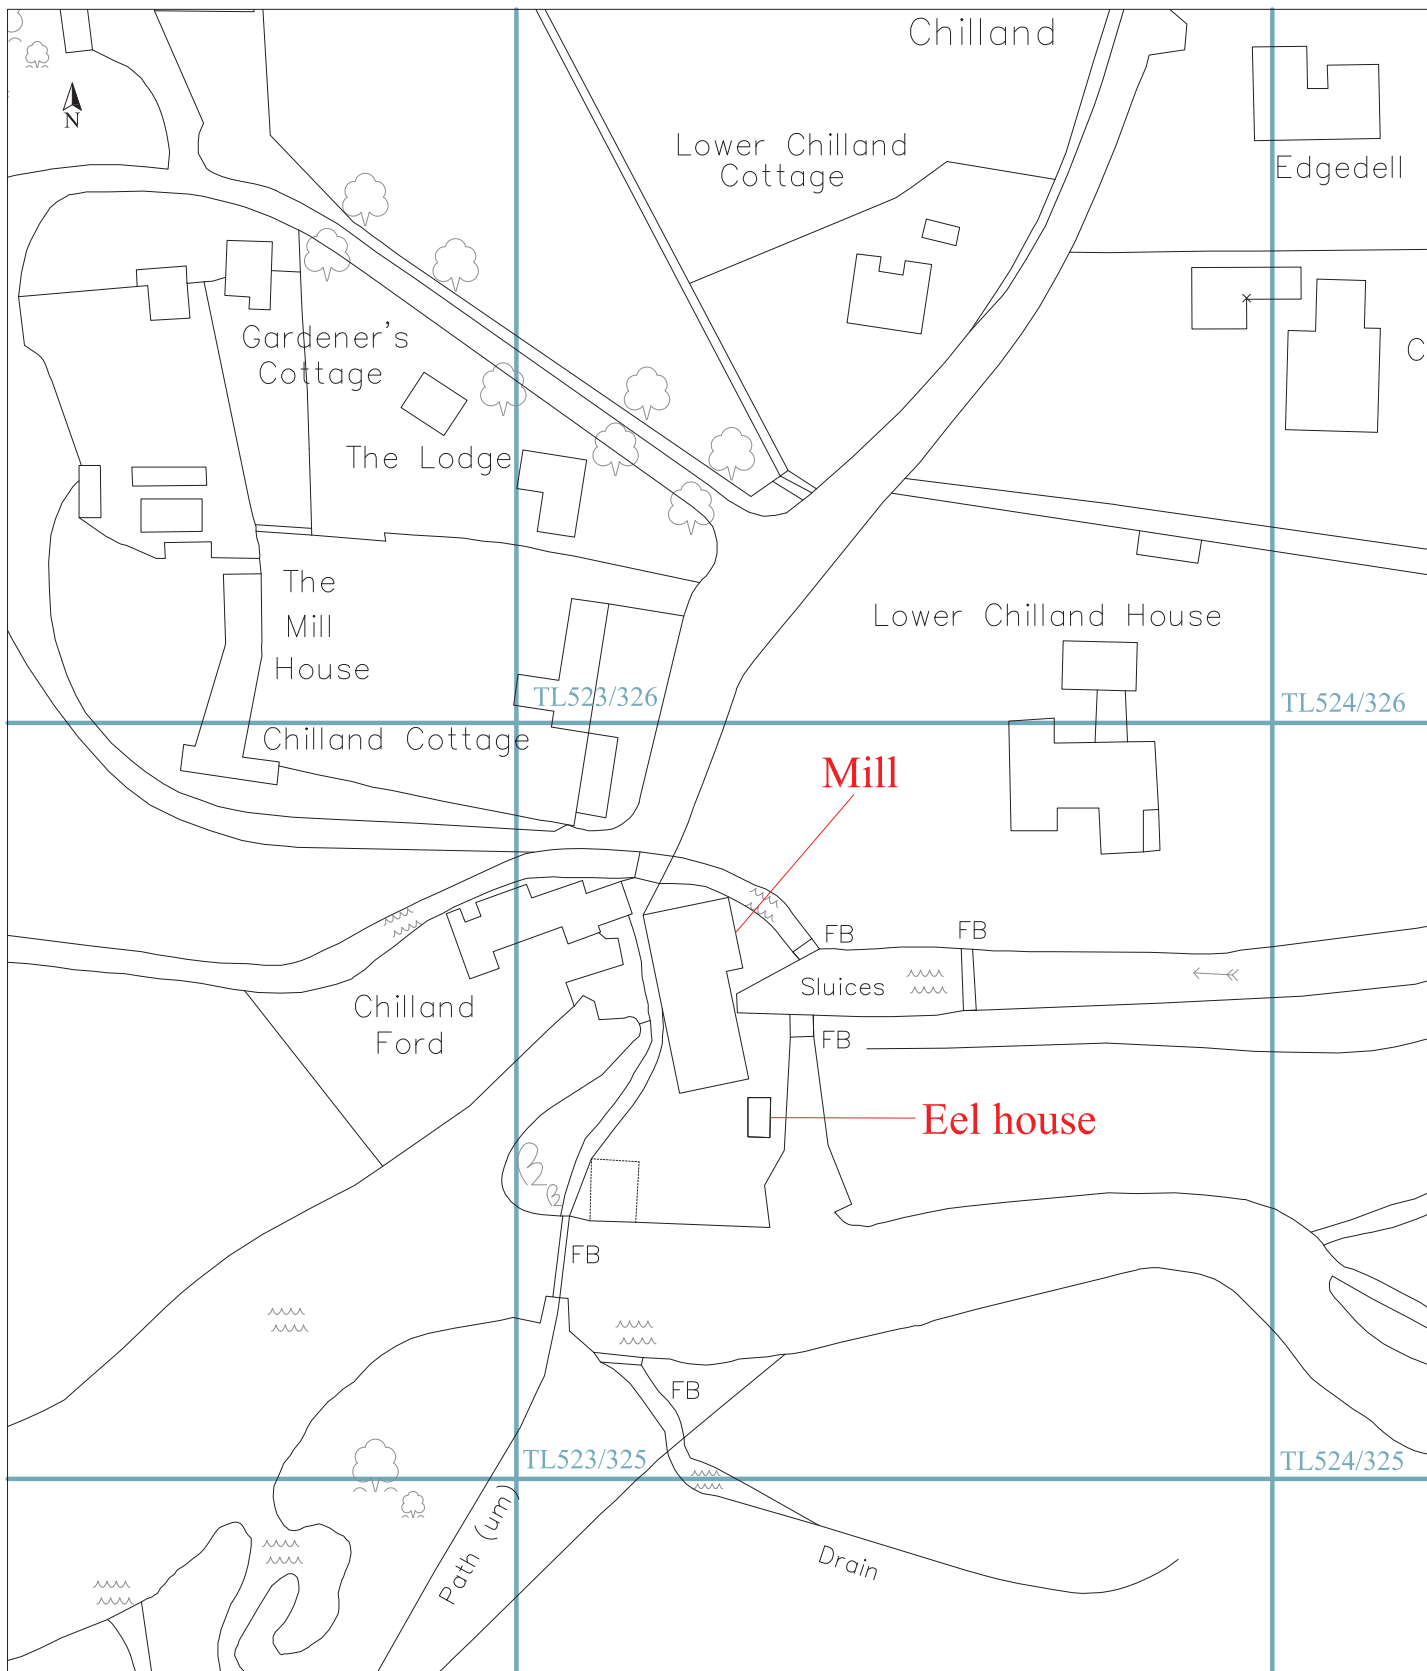 Chilland
N
Lower Chilland
Cottage
Edgedell
Gardener's
Cottage
C
The Lodge
The
Mill
House
Lower Chilland House
TL523/326
TL524/326
Chilland Cottage
Mill
FB
FB
Sluices
Chilland
Ford
FB
Eel house
FB
FB
TL523/325
TL524/325
Path (um)
Drain